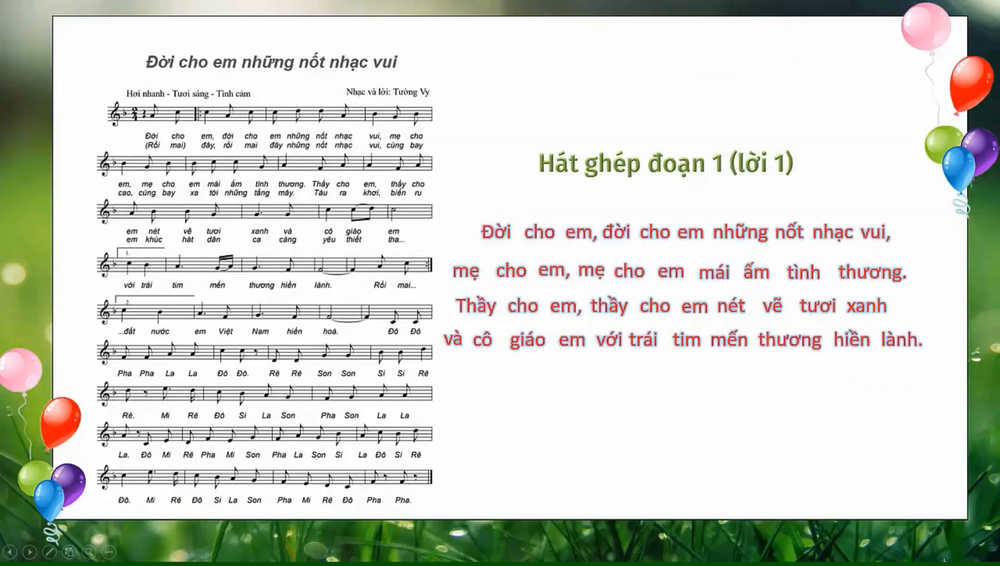 Đời cho em những nốt nhạc vui
Hơi nhanh - Tươi sáng - Tình cảm
Nhạc và lời: Tường Vy
Đời cho em, đời cho em những nốt nhạc vui, mẹ cho
(Rồi mai) đây, rồi mai đây những nốt nhạc vui, cùng bay
em, mẹ cho em mái ấm tình thương. Thầy cho em, thầy cho
cao, cùng bay xa tới những tầng mây. Tàu ra khơi, biển ru
em nét vẽ tươi xanh và cô giáo em
em khúc hát dân ca càng yêu thiết tha...
1.
với trái tim mến thương hiền lành. Rồi mai...
2.
...đất nước em Việt Nam hiền hoà. Đô Đô
Pha Pha La La Đô Đô. Rê Rê Son Son Si Si Rê
Rê. Mi Rê Đô Si La Son Pha Son La La
La. Đô Mi Rê Pha Mi Son Pha La Son Si La Đô Si Rê
Đô. Mi Rê Đô Si La Son Pha Mi Rê Đô Pha Pha.
Hát ghép đoạn 1 (lời 1)
Đời cho em, đời cho em những nốt nhạc vui,
mẹ cho em, mẹ cho em mái ấm tình thương.
Thầy cho em, thầy cho em nét vẽ tươi xanh
và cô giáo em với trái tim mến thương hiền lành.